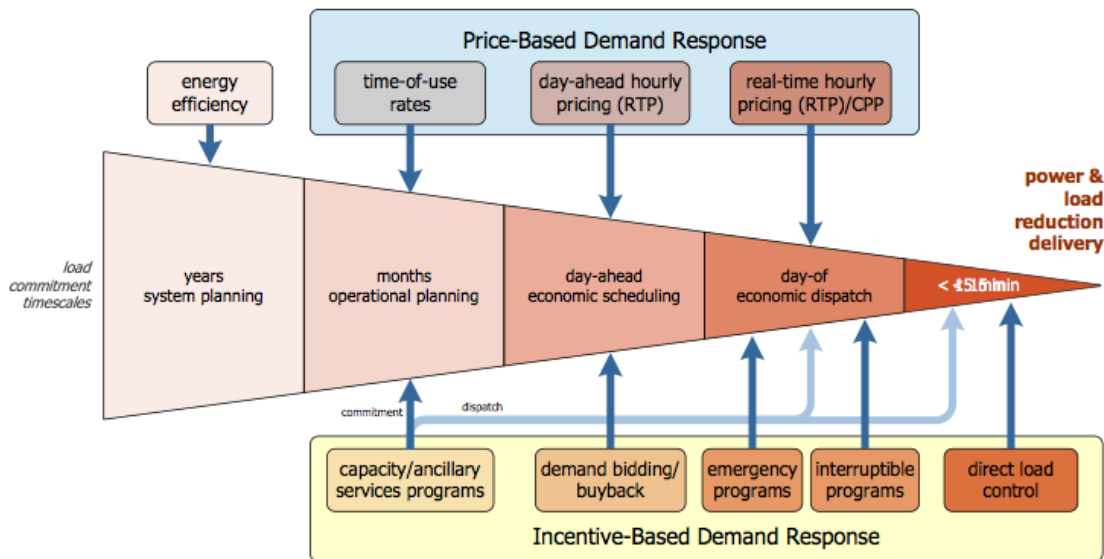 Price-Based Demand Response
energy
efficiency
time-of-use
rates
day-ahead hourly
pricing (RTP)
real-time hourly
pricing (RTP)/CPP
power &
load
reduction
delivery
load
commitment
timescales
years
system planning
months
operational planning
day-ahead
economic scheduling
day-of
economic dispatch
commitment
dispatch
capacity/ancillary
services programs
demand bidding/
buyback
emergency
programs
interruptible
programs
direct load
control
Incentive-Based Demand Response